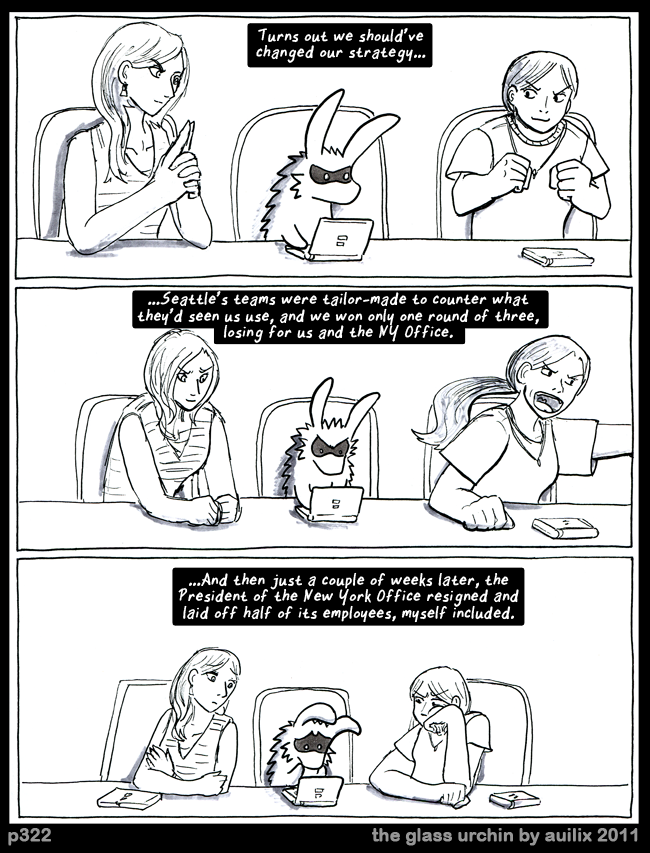 Turns out we should've
changed our strategy...
...Seattle's teams were tailor-made to counter what
they'd seen us use, and we won only one round of three,
losing for us and the NY Office.
...And then just a couple of weeks later, the
President of the New York Office resigned and
laid off half of its employees, myself included.
p322
the glass urchin by auilix 2011